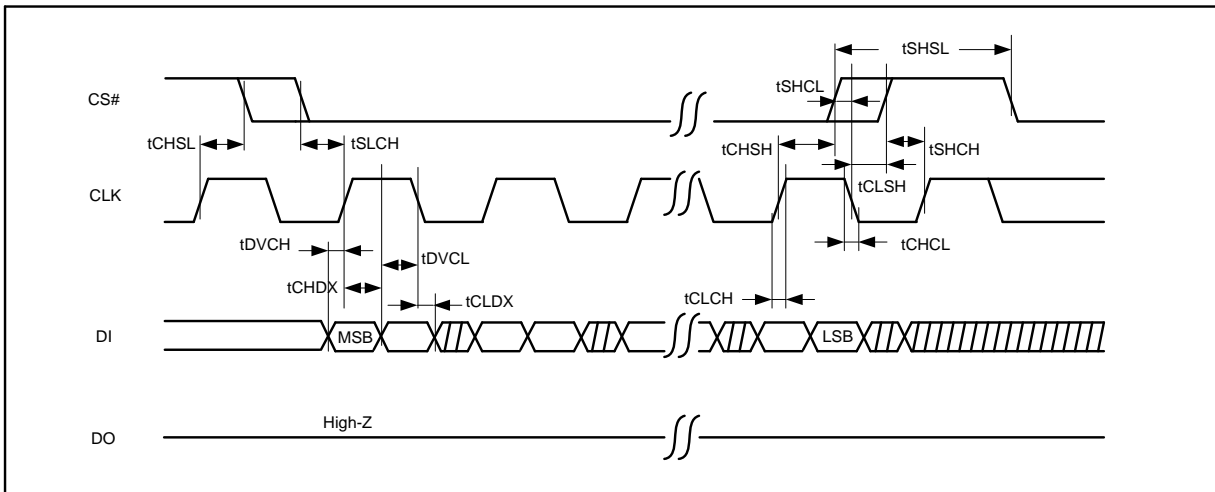 tSHSL
tSHCL
CS#
tCHSL
tSLCH
tCHSH
tSHCH
tCLSH
CLK
tCHCL
tDVCH
tDVCL
tCHDX
tCLDX
tCLCH
DI
MSB
LSB
High-Z
DO